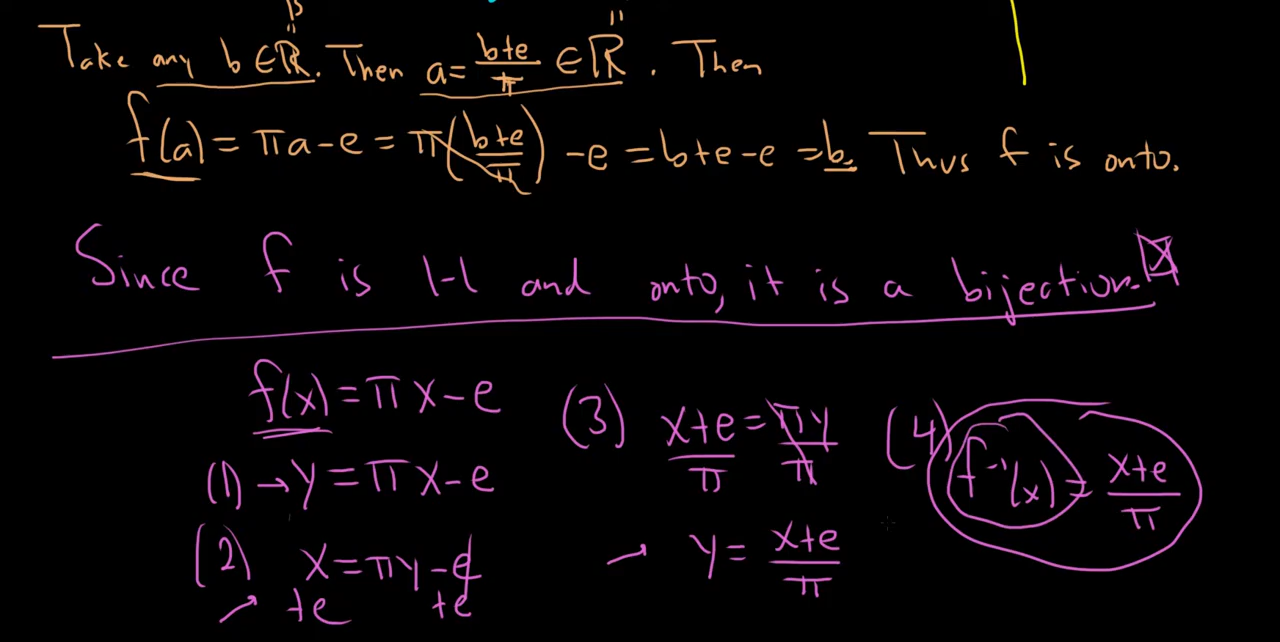 Take any b ∈ ℝ. Then a = (b+e)/π ∈ ℝ. Then
f(a) = πa - e = π((b+e)/π) - e = b+e-e = b. Thus f is onto.
Since f is 1-1 and onto, it is a bijection.
f(x) = πx - e
(1) → y = πx - e
(2) x = πy - e
+e +e
(3) (x+e)/π = πy/π
→ y = (x+e)/π
(4) f⁻¹(x) = (x+e)/π